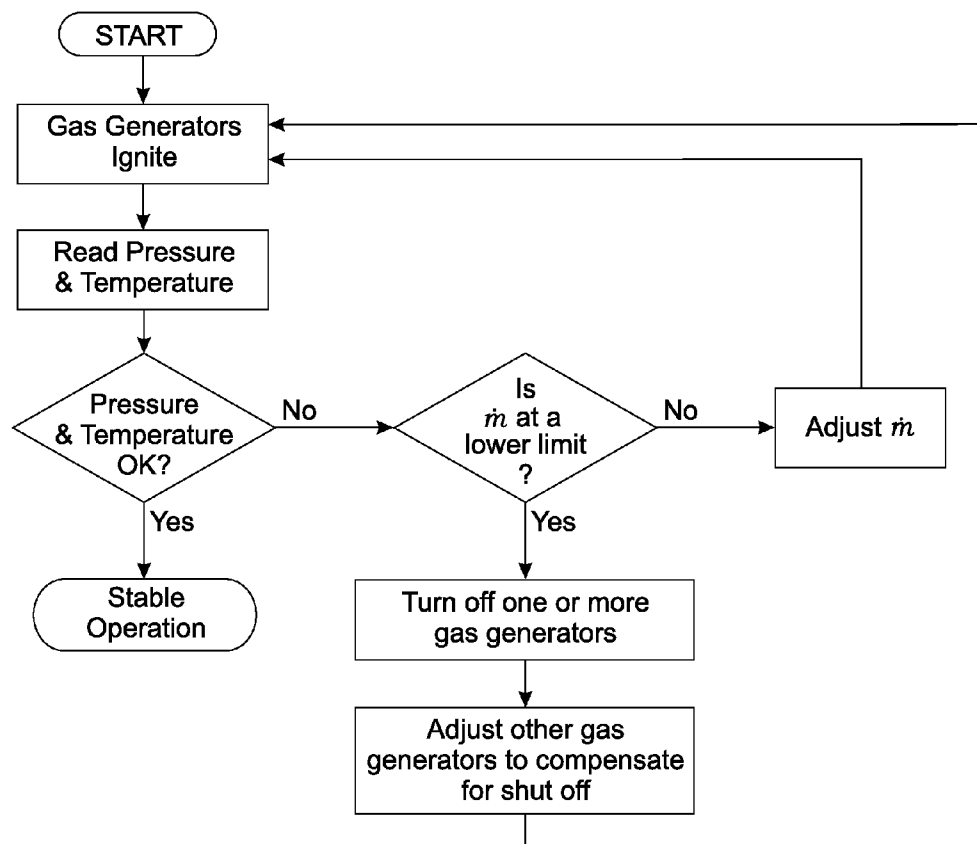 START
Gas Generators
Ignite
Read Pressure
& Temperature
Pressure
& Temperature
OK?
No
Yes
Stable
Operation
Is
ṁ at a
lower limit
?
No
Adjust ṁ
Yes
Turn off one or more
gas generators
Adjust other gas
generators to compensate
for shut off